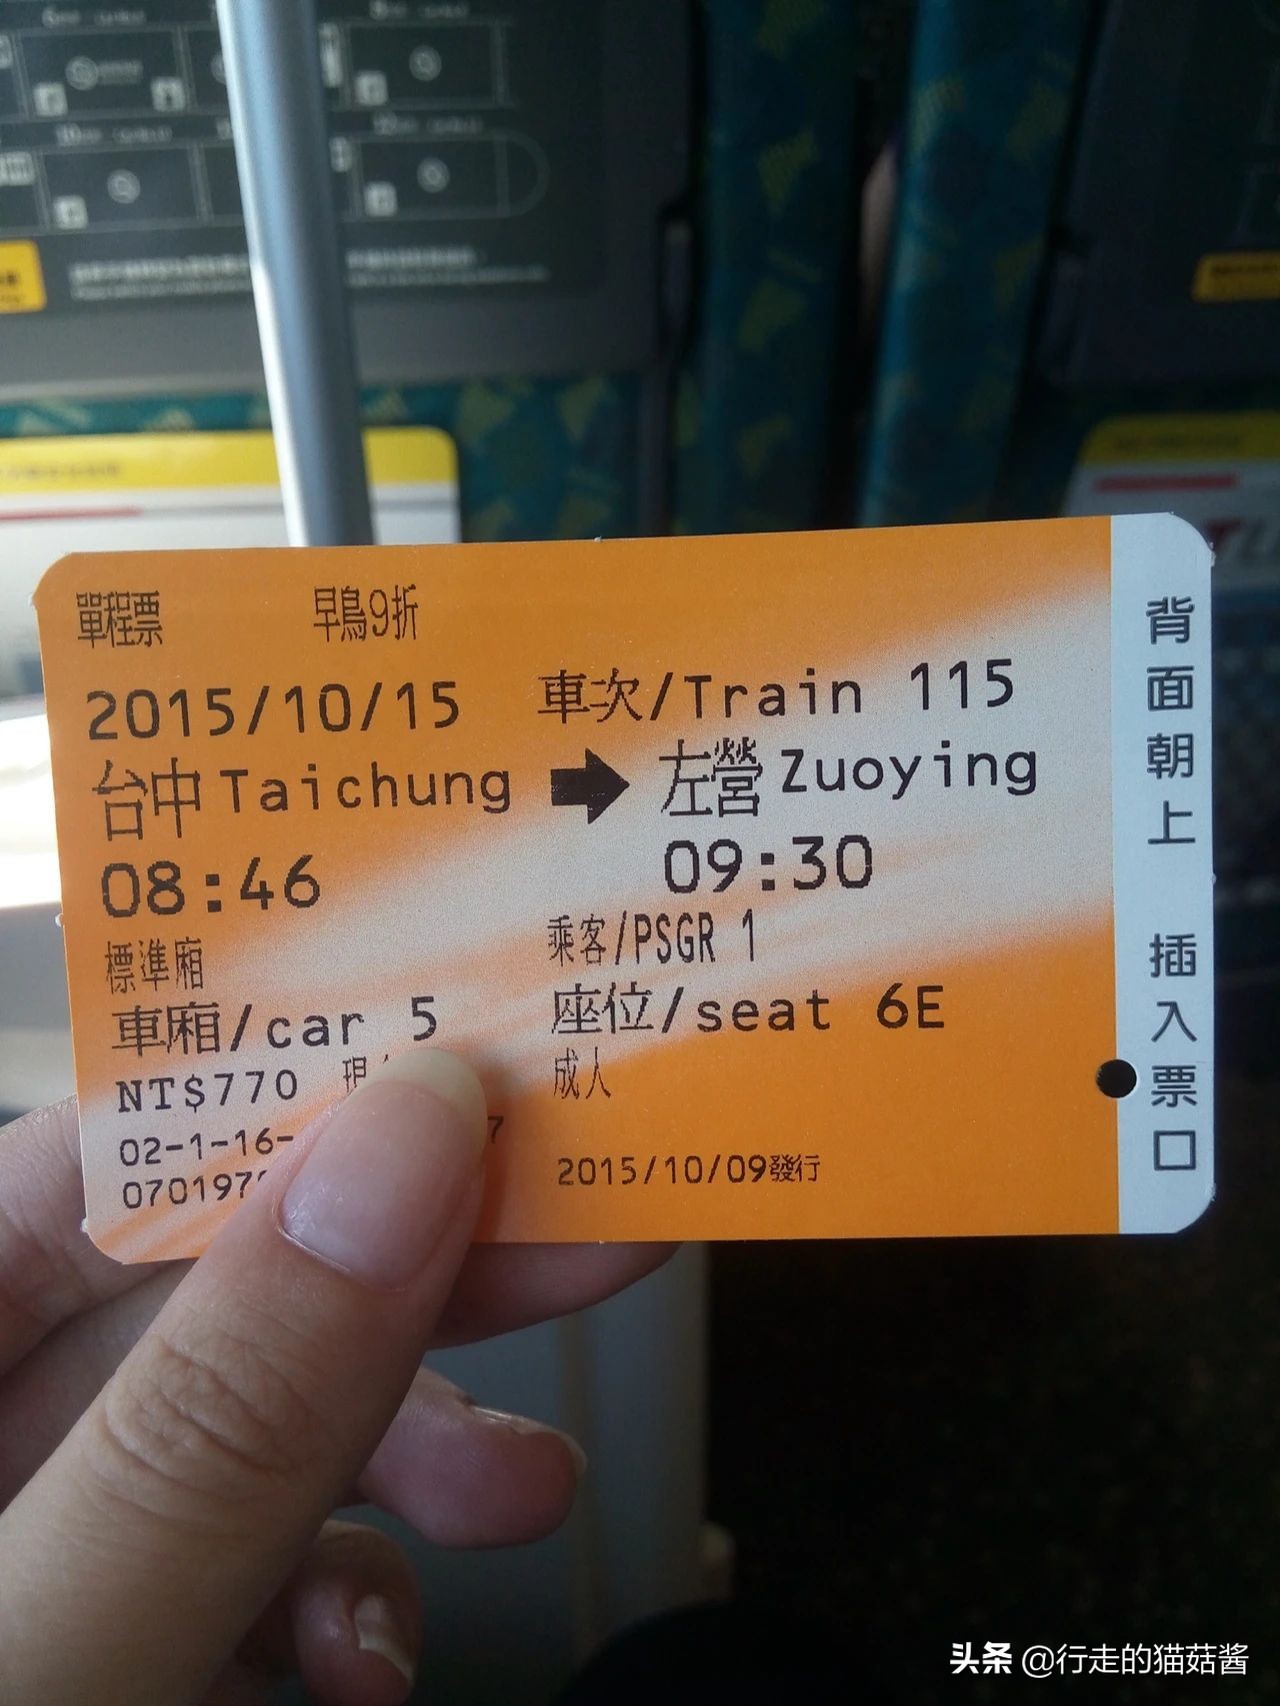 單程票 早鳥9折
2015/10/15 車次/Train 115
台中 Taichung → 左營 Zuoying
08:46 09:30
標準廂 乘客/PSGR 1
車廂/car 5 座位/seat 6E
NT$770 現 成人
02-1-16- 7
070197 2015/10/09發行
背面朝上 插入票口
头条 @行走的猫菇酱